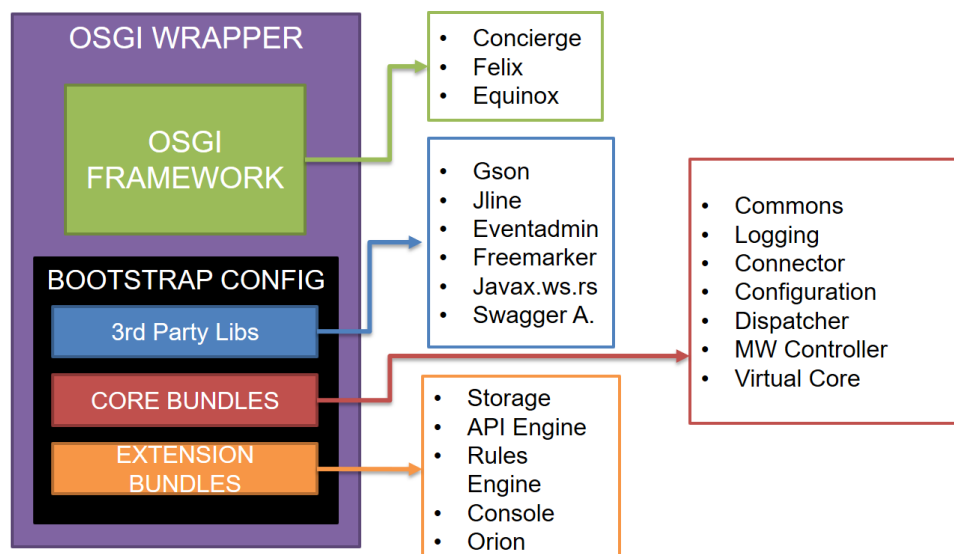 OSGI WRAPPER
OSGI
FRAMEWORK
BOOTSTRAP CONFIG
3rd Party Libs
CORE BUNDLES
EXTENSION
BUNDLES
• Concierge
• Felix
• Equinox
• Gson
• Jline
• Eventadmin
• Freemarker
• Javax.ws.rs
• Swagger A.
• Commons
• Logging
• Connector
• Configuration
• Dispatcher
• MW Controller
• Virtual Core
• Storage
• API Engine
• Rules
Engine
• Console
• Orion